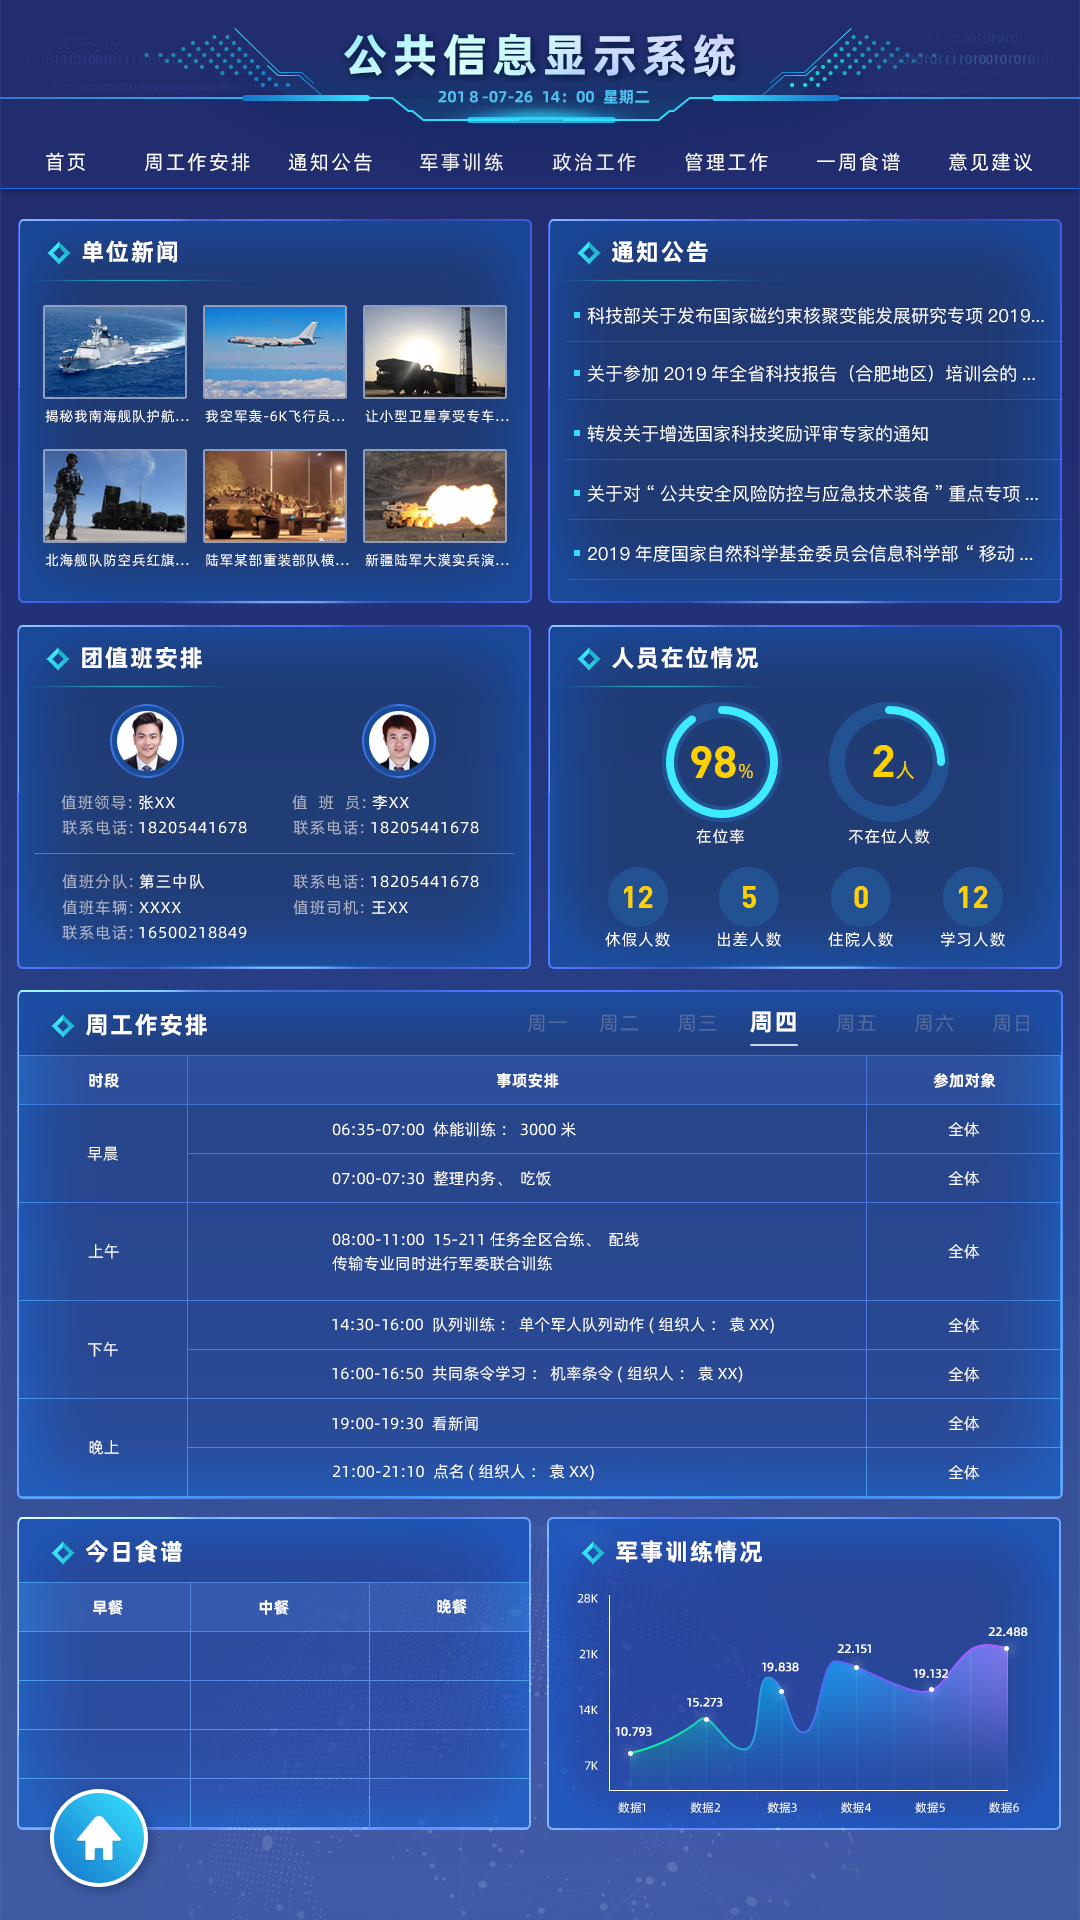 公共信息显示系统
2018-07-26 14：00 星期二
首页 周工作安排 通知公告 军事训练 政治工作 管理工作 一周食谱 意见建议
单位新闻
揭秘我南海舰队护航... 我空军轰-6K飞行员... 让小型卫星享受专车...
北海舰队防空兵红旗... 陆军某部重装部队横... 新疆陆军大漠实兵演...
通知公告
科技部关于发布国家磁约束核聚变能发展研究专项 2019...
关于参加 2019 年全省科技报告（合肥地区）培训会的 ...
转发关于增选国家科技奖励评审专家的通知
关于对 “ 公共安全风险防控与应急技术装备 ” 重点专项 ...
2019 年度国家自然科学基金委员会信息科学部 “ 移动 ...
团值班安排
值班领导：张XX 值 班 员：李XX
联系电话：18205441678 联系电话：18205441678
值班分队：第三中队 联系电话：18205441678
值班车辆：XXXX 值班司机：王XX
联系电话：16500218849
人员在位情况
98% 2人
在位率 不在位人数
12 5 0 12
休假人数 出差人数 住院人数 学习人数
周工作安排
周一 周二 周三 周四 周五 周六 周日
时段 事项安排 参加对象
早晨
06:35-07:00 体能训练： 3000 米 全体
07:00-07:30 整理内务、 吃饭 全体
上午
08:00-11:00 15-211 任务全区合练、 配线
传输专业同时进行军委联合训练
全体
下午
14:30-16:00 队列训练： 单个军人队列动作 ( 组织人： 袁 XX) 全体
16:00-16:50 共同条令学习： 机率条令 ( 组织人： 袁 XX) 全体
晚上
19:00-19:30 看新闻 全体
21:00-21:10 点名 ( 组织人： 袁 XX) 全体
今日食谱
早餐 中餐 晚餐
军事训练情况
28K
21K
14K
7K
10.793 15.273 19.838 22.151 19.132 22.488
数据1 数据2 数据3 数据4 数据5 数据6